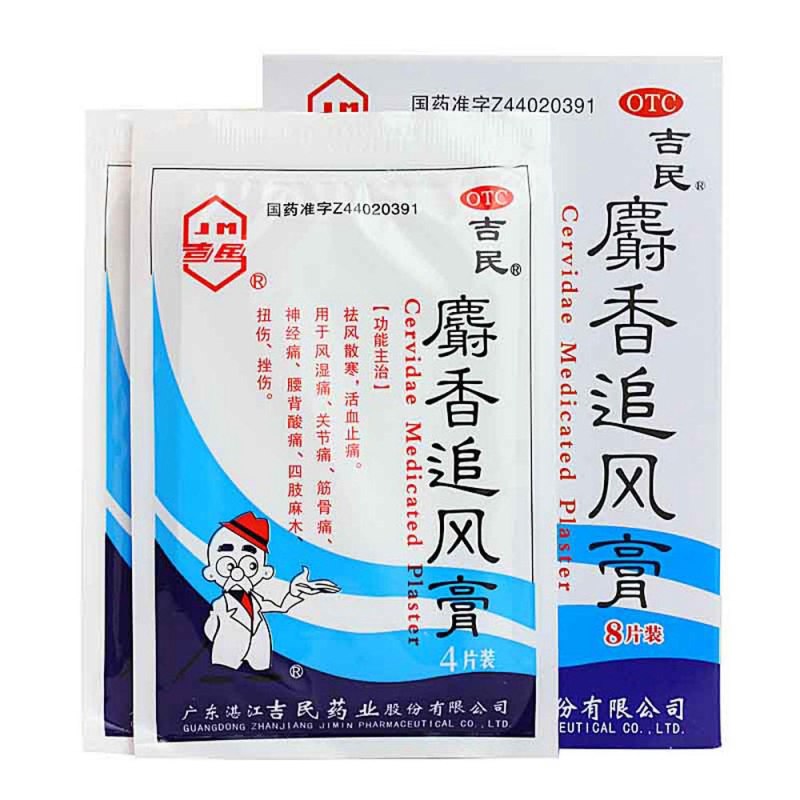 JM
国药准字Z44020391
OTC
吉民®
麝香追风膏
Cervidae Medicated Plaster
8片装
份有限公司
EUTICAL CO., LTD.
JM
吉民
®
国药准字Z44020391
OTC
吉民®
麝香追风膏
Cervidae Medicated Plaster
【功能主治】
祛风散寒，活血止痛。
用于风湿痛、关节痛、筋骨痛、
神经痛、腰背酸痛、四肢麻木、
扭伤、挫伤。
®
4片装
广东湛江吉民药业股份有限公司
GUANGDONG ZHANJIANG JIMIN PHARMACEUTICAL CO., LTD.